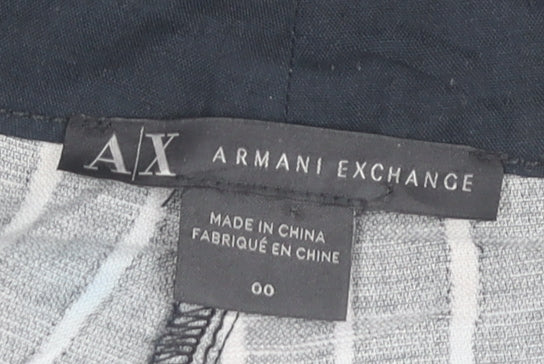 A|X ARMANI EXCHANGE
MADE IN CHINA
FABRIQUÉ EN CHINE
00